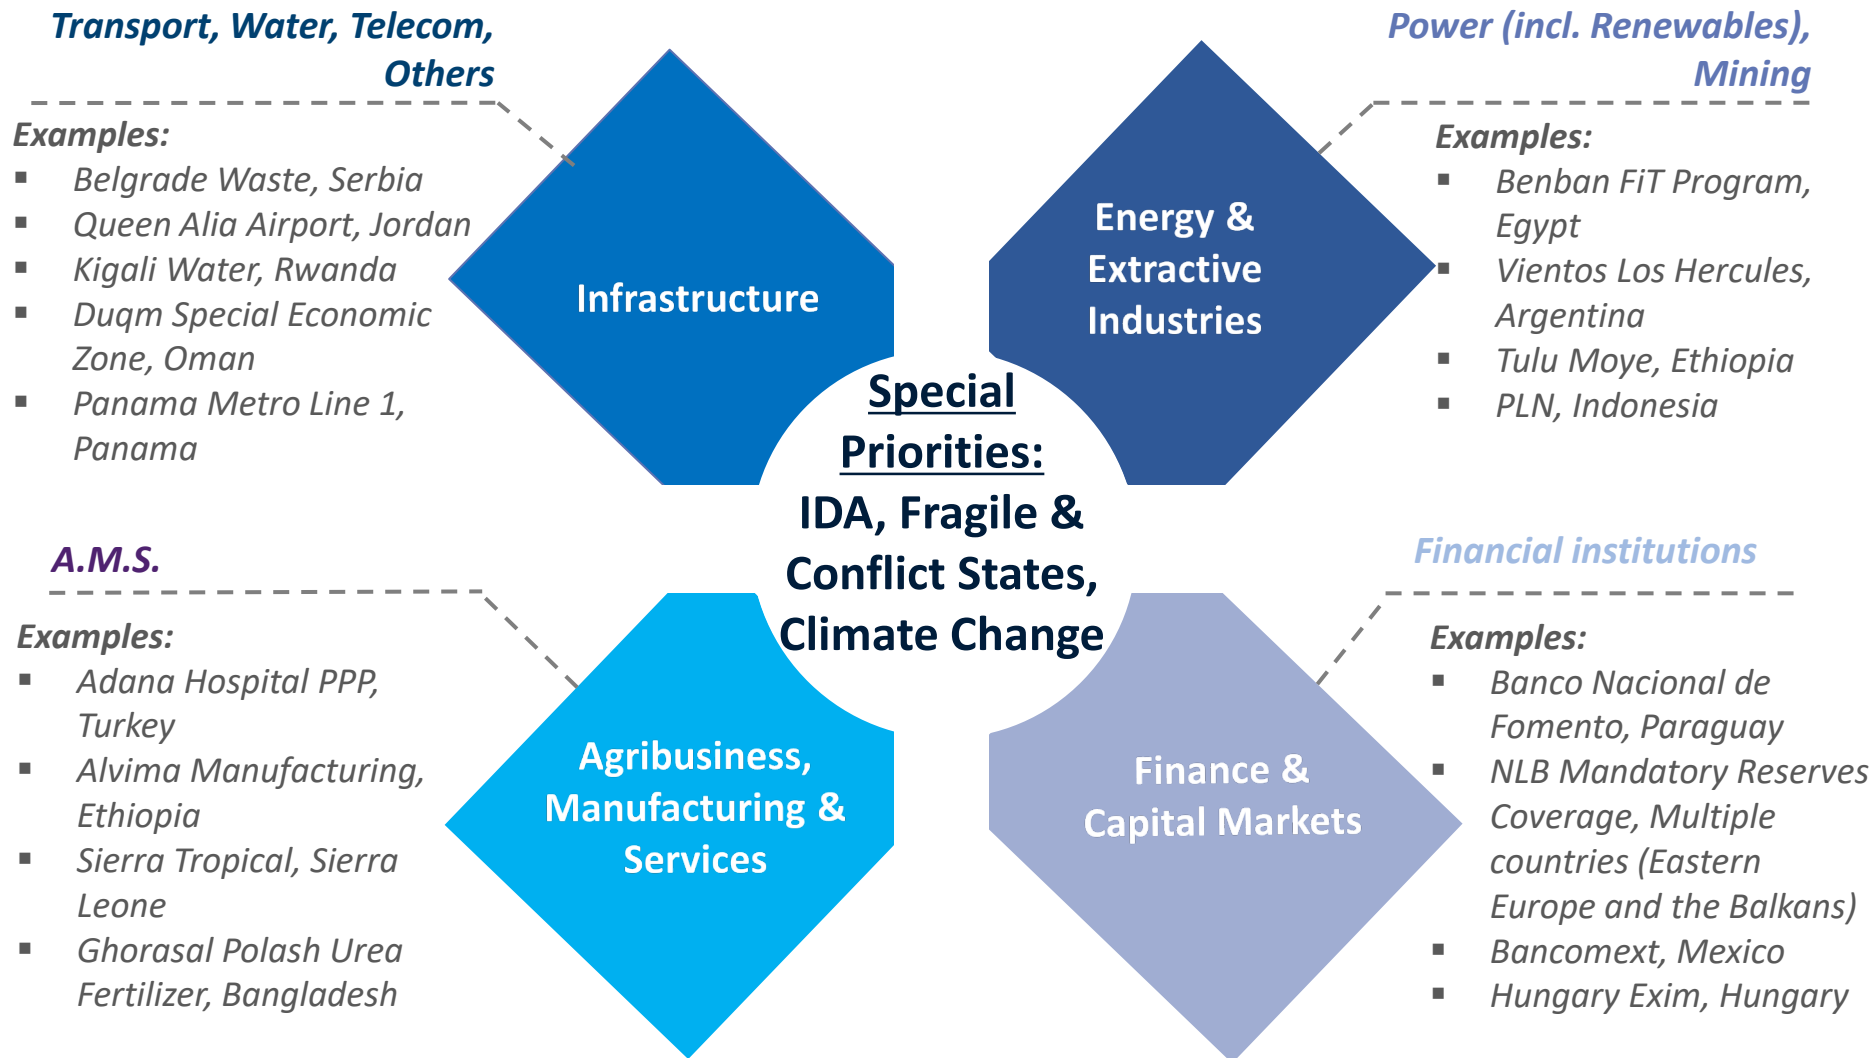 Transport, Water, Telecom,
Others
Examples:
▪ Belgrade Waste, Serbia
▪ Queen Alia Airport, Jordan
▪ Kigali Water, Rwanda
▪ Duqm Special Economic
Zone, Oman
▪ Panama Metro Line 1,
Panama
Infrastructure
Power (incl. Renewables),
Mining
Examples:
▪ Benban FiT Program,
Egypt
▪ Vientos Los Hercules,
Argentina
▪ Tulu Moye, Ethiopia
▪ PLN, Indonesia
Energy &
Extractive
Industries
Special
Priorities:
IDA, Fragile &
Conflict States,
Climate Change
A.M.S.
Examples:
▪ Adana Hospital PPP,
Turkey
▪ Alvima Manufacturing,
Ethiopia
▪ Sierra Tropical, Sierra
Leone
▪ Ghorasal Polash Urea
Fertilizer, Bangladesh
Agribusiness,
Manufacturing &
Services
Financial institutions
Examples:
▪ Banco Nacional de
Fomento, Paraguay
▪ NLB Mandatory Reserves
Coverage, Multiple
countries (Eastern
Europe and the Balkans)
▪ Bancomext, Mexico
▪ Hungary Exim, Hungary
Finance &
Capital Markets